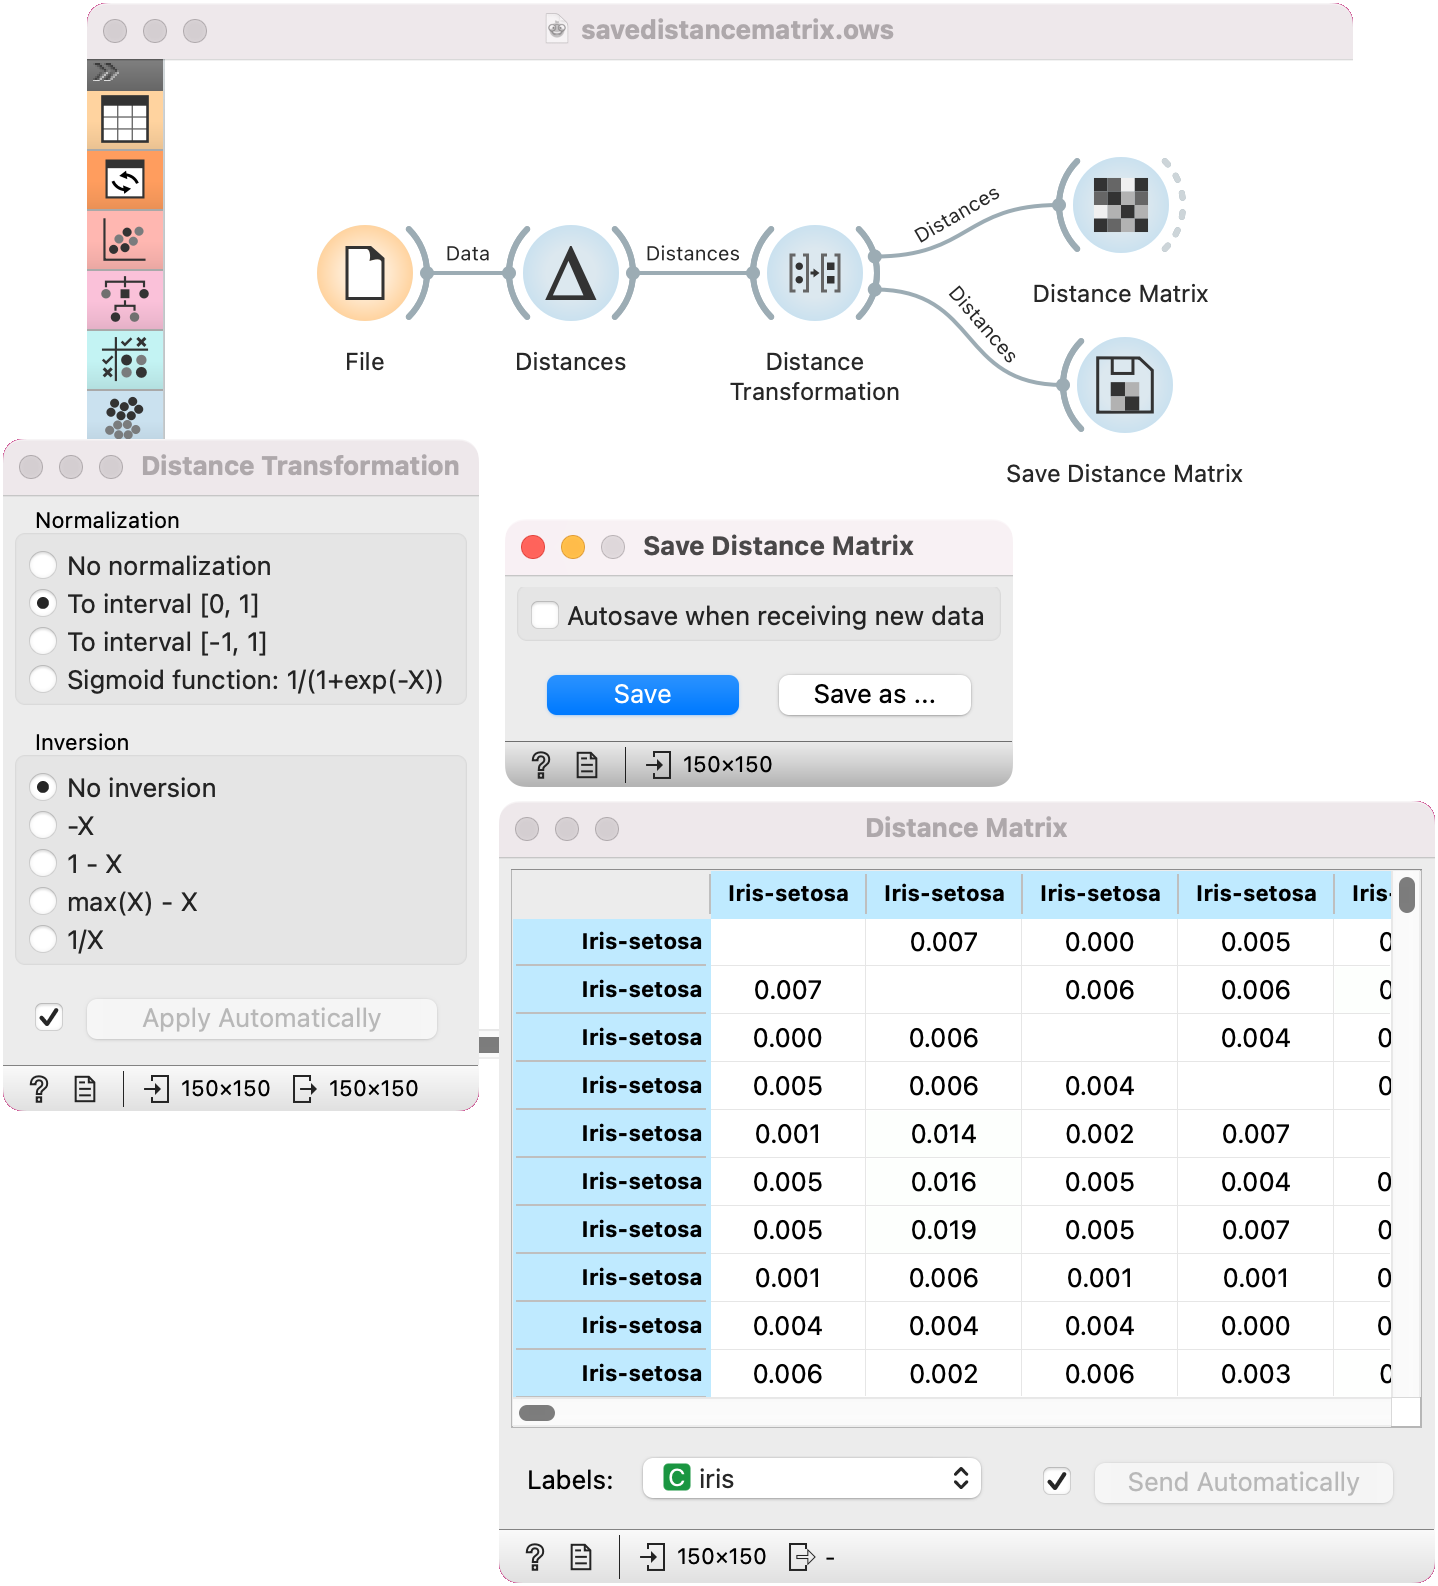 savedistancematrix.ows
Data
Distances
Distances
Distances
File
Distances
Distance
Transformation
Distance Matrix
Save Distance Matrix
Distance Transformation
Normalization
No normalization
To interval [0, 1]
To interval [-1, 1]
Sigmoid function: 1/(1+exp(-X))
Inversion
No inversion
-X
1 - X
max(X) - X
1/X
Apply Automatically
? 150×150 150×150
Save Distance Matrix
Autosave when receiving new data
Save Save as ...
? 150×150
Distance Matrix
Iris-setosa Iris-setosa Iris-setosa Iris-setosa Iris-
Iris-setosa 0.007 0.000 0.005 0
Iris-setosa 0.007 0.006 0.006 0
Iris-setosa 0.000 0.006 0.004 0
Iris-setosa 0.005 0.006 0.004 0
Iris-setosa 0.001 0.014 0.002 0.007
Iris-setosa 0.005 0.016 0.005 0.004 0
Iris-setosa 0.005 0.019 0.005 0.007 0
Iris-setosa 0.001 0.006 0.001 0.001 0
Iris-setosa 0.004 0.004 0.004 0.000 0
Iris-setosa 0.006 0.002 0.006 0.003 0
Labels: C iris Send Automatically
? 150×150 -